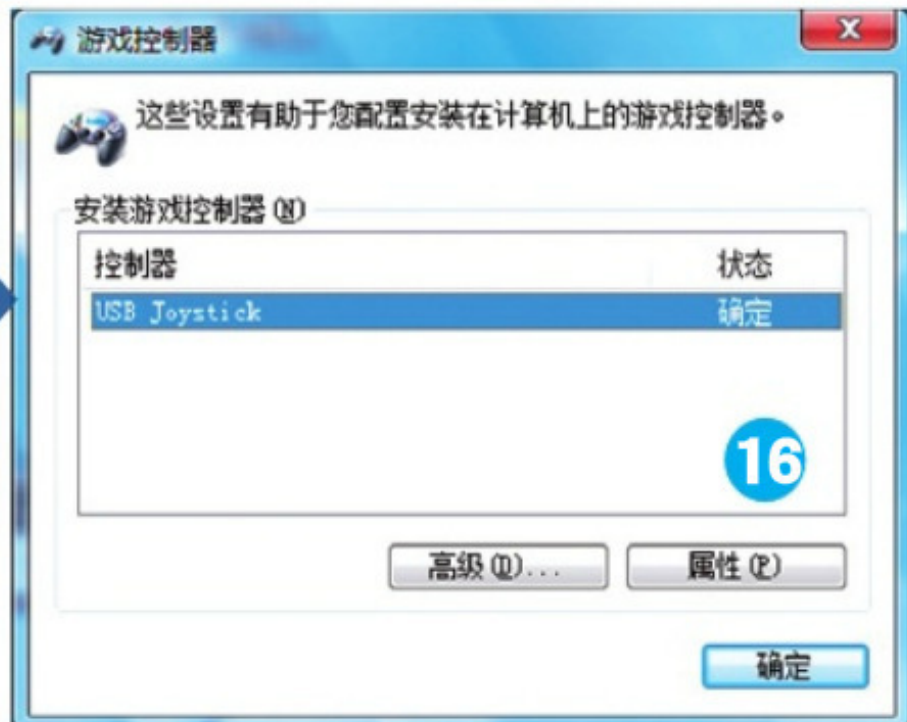 游戏控制器
这些设置有助于您配置安装在计算机上的游戏控制器。
安装游戏控制器(N)
控制器 状态
USB Joystick 确定
16
高级(D)... 属性(P)
确定